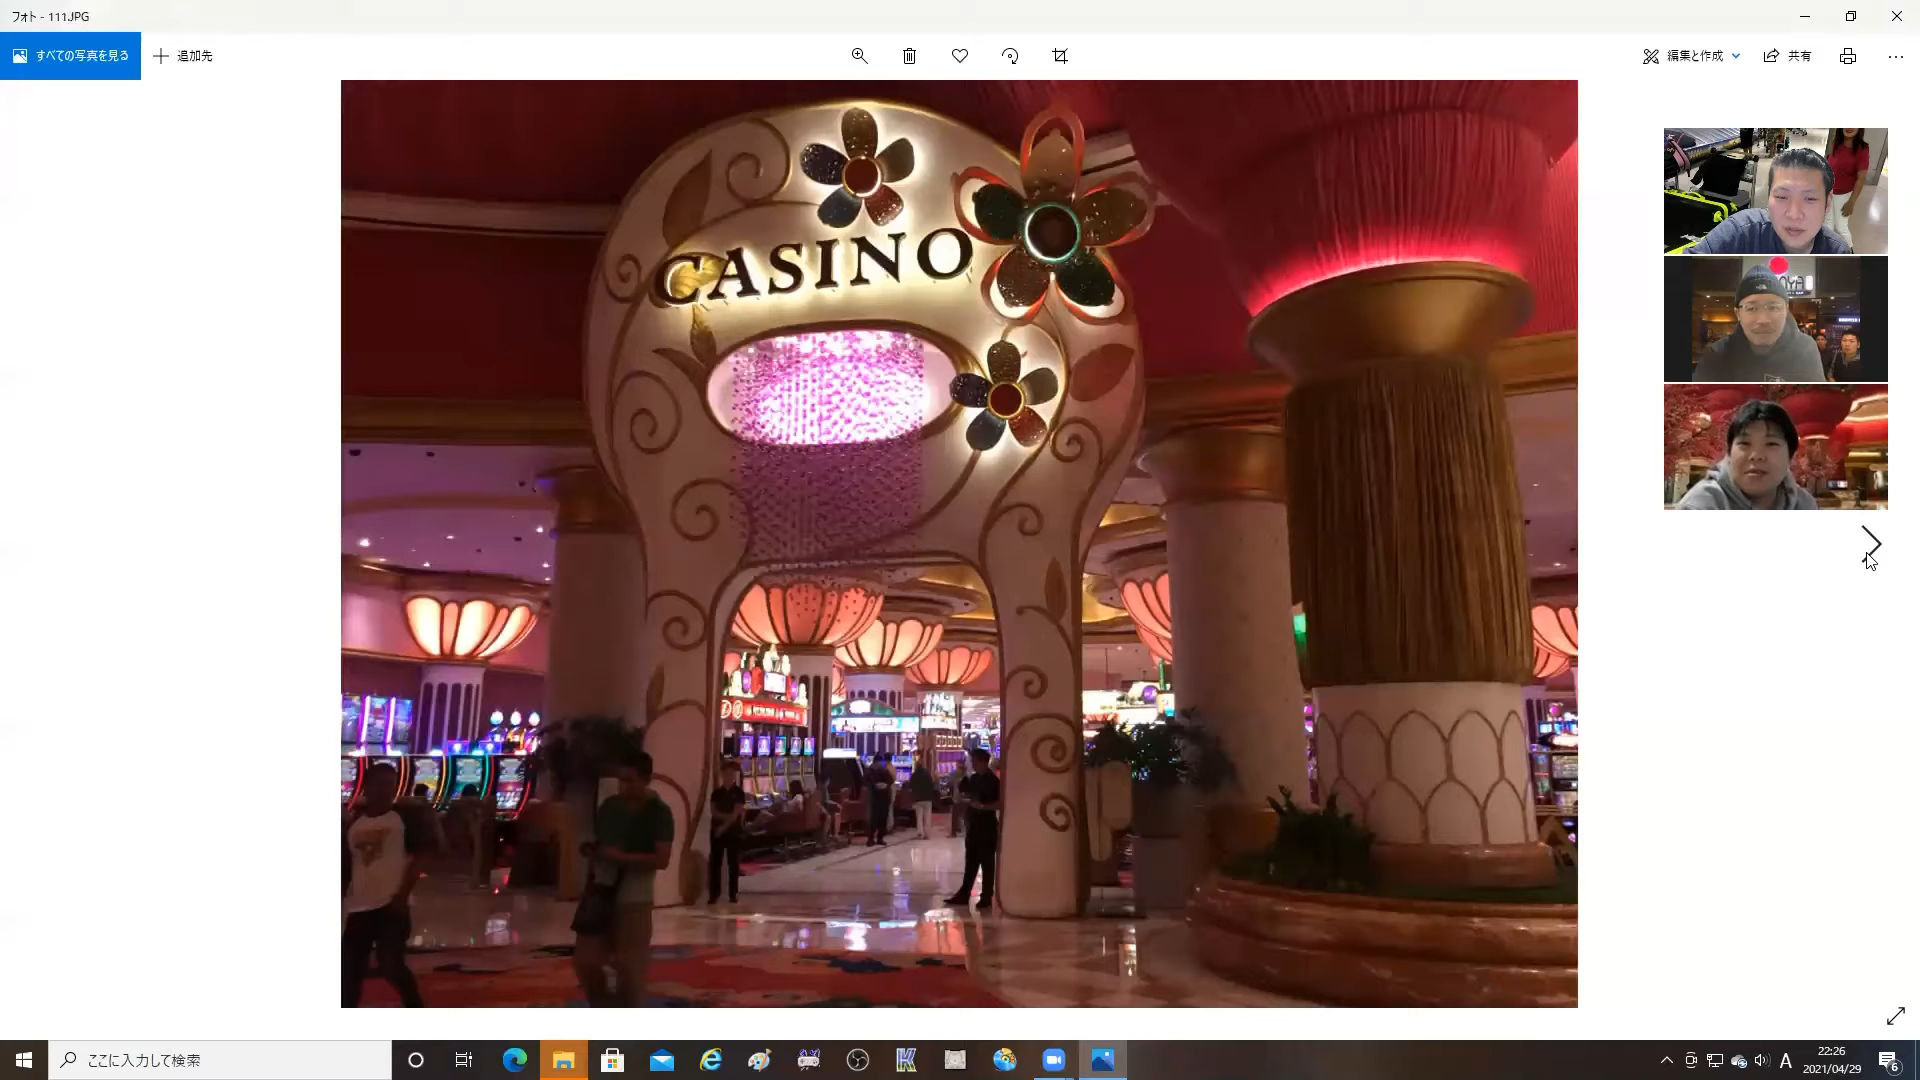 フォト - 111.JPG
すべての写真を見る
追加先
編集と作成
共有
CASINO
ここに入力して検索
A
22:26
2021/04/29
6